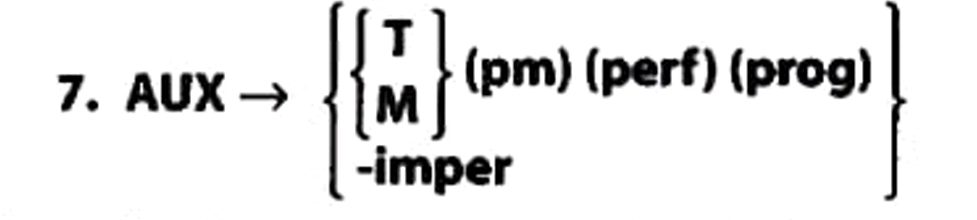 T
7. AUX → { { } (pm) (perf) (prog) }
M
-imper